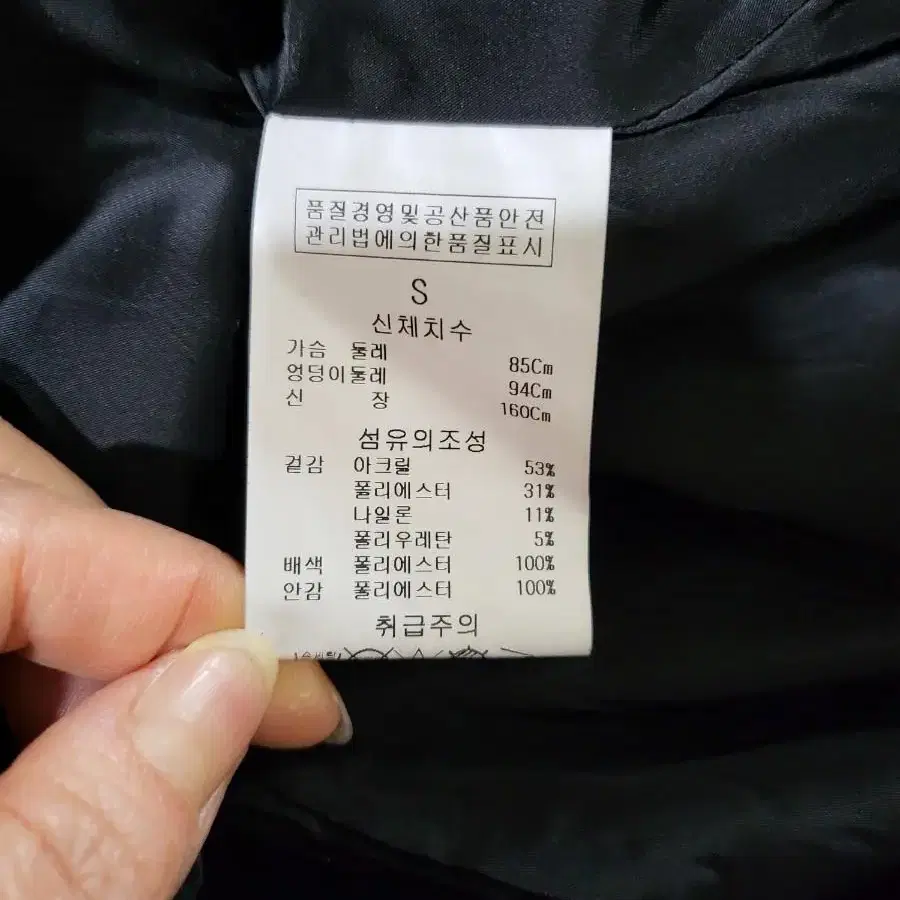 품질경영및공산품안전
관리법에의한품질표시
S
신체치수
가슴 둘레 85Cm
엉덩이둘레 94Cm
신 장 160Cm
섬유의조성
겉감 아크릴 53%
폴리에스터 31%
나일론 11%
폴리우레탄 5%
배색 폴리에스터 100%
안감 폴리에스터 100%
취급주의